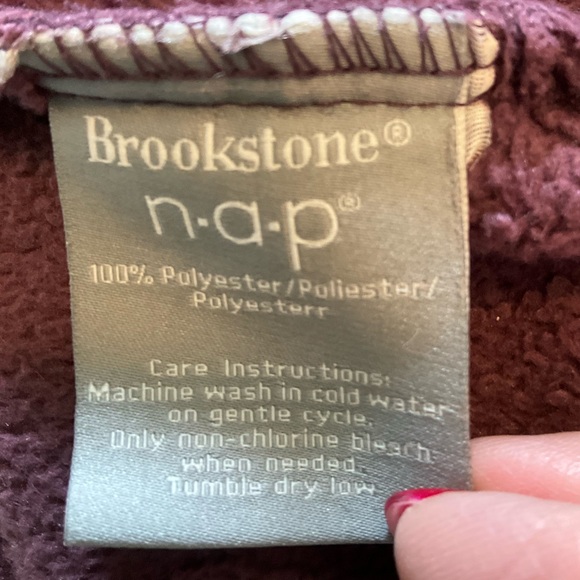 Brookstone®
n·a·p®
100% Polyester/Poliester/
Polyesterr
Care Instructions:
Machine wash in cold water
on gentle cycle.
Only non-chlorine bleach
when needed.
Tumble dry low